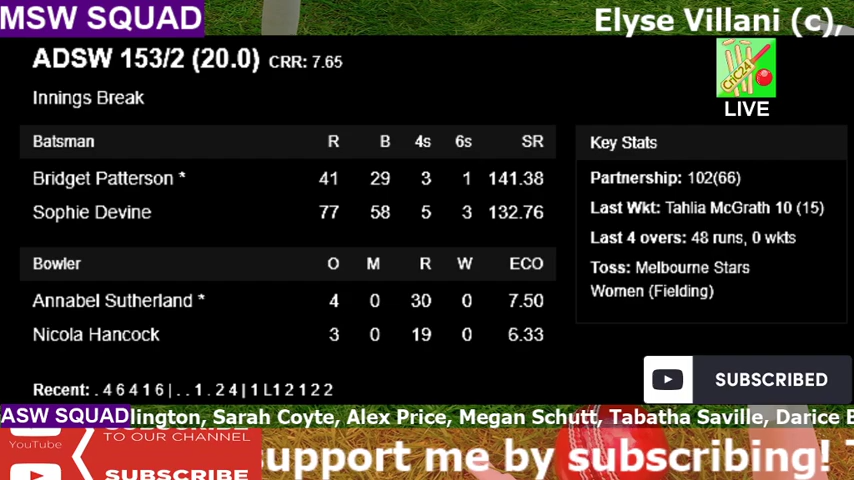 MSW SQUAD
Elyse Villani (c),
ADSW 153/2 (20.0) CRR: 7.65
Innings Break
CriC24
LIVE
Batsman R B 4s 6s SR
Bridget Patterson * 41 29 3 1 141.38
Sophie Devine 77 58 5 3 132.76
Bowler O M R W ECO
Annabel Sutherland * 4 0 30 0 7.50
Nicola Hancock 3 0 19 0 6.33
Key Stats
Partnership: 102(66)
Last Wkt: Tahlia McGrath 10 (15)
Last 4 overs: 48 runs, 0 wkts
Toss: Melbourne Stars
Women (Fielding)
SUBSCRIBED
Recent: . 4 6 4 1 6 | . . 1 . 2 4 | 1 L1 2 1 2 2
ASW SQUAD
lington, Sarah Coyte, Alex Price, Megan Schutt, Tabatha Saville, Darice
YouTube
TO OUR CHANNEL
SUBSCRIBE
upport me by subscribing!